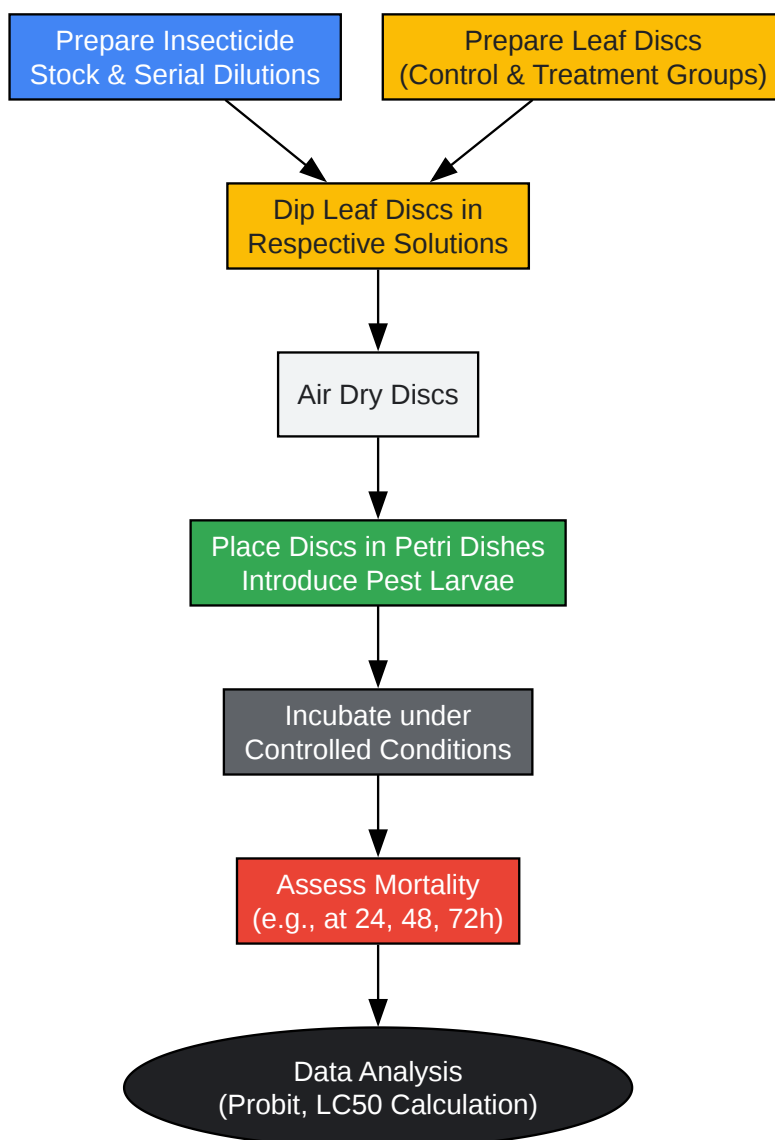 Prepare Insecticide
Stock & Serial Dilutions
Prepare Leaf Discs
(Control & Treatment Groups)
Dip Leaf Discs in
Respective Solutions
Air Dry Discs
Place Discs in Petri Dishes
Introduce Pest Larvae
Incubate under
Controlled Conditions
Assess Mortality
(e.g., at 24, 48, 72h)
Data Analysis
(Probit, LC50 Calculation)